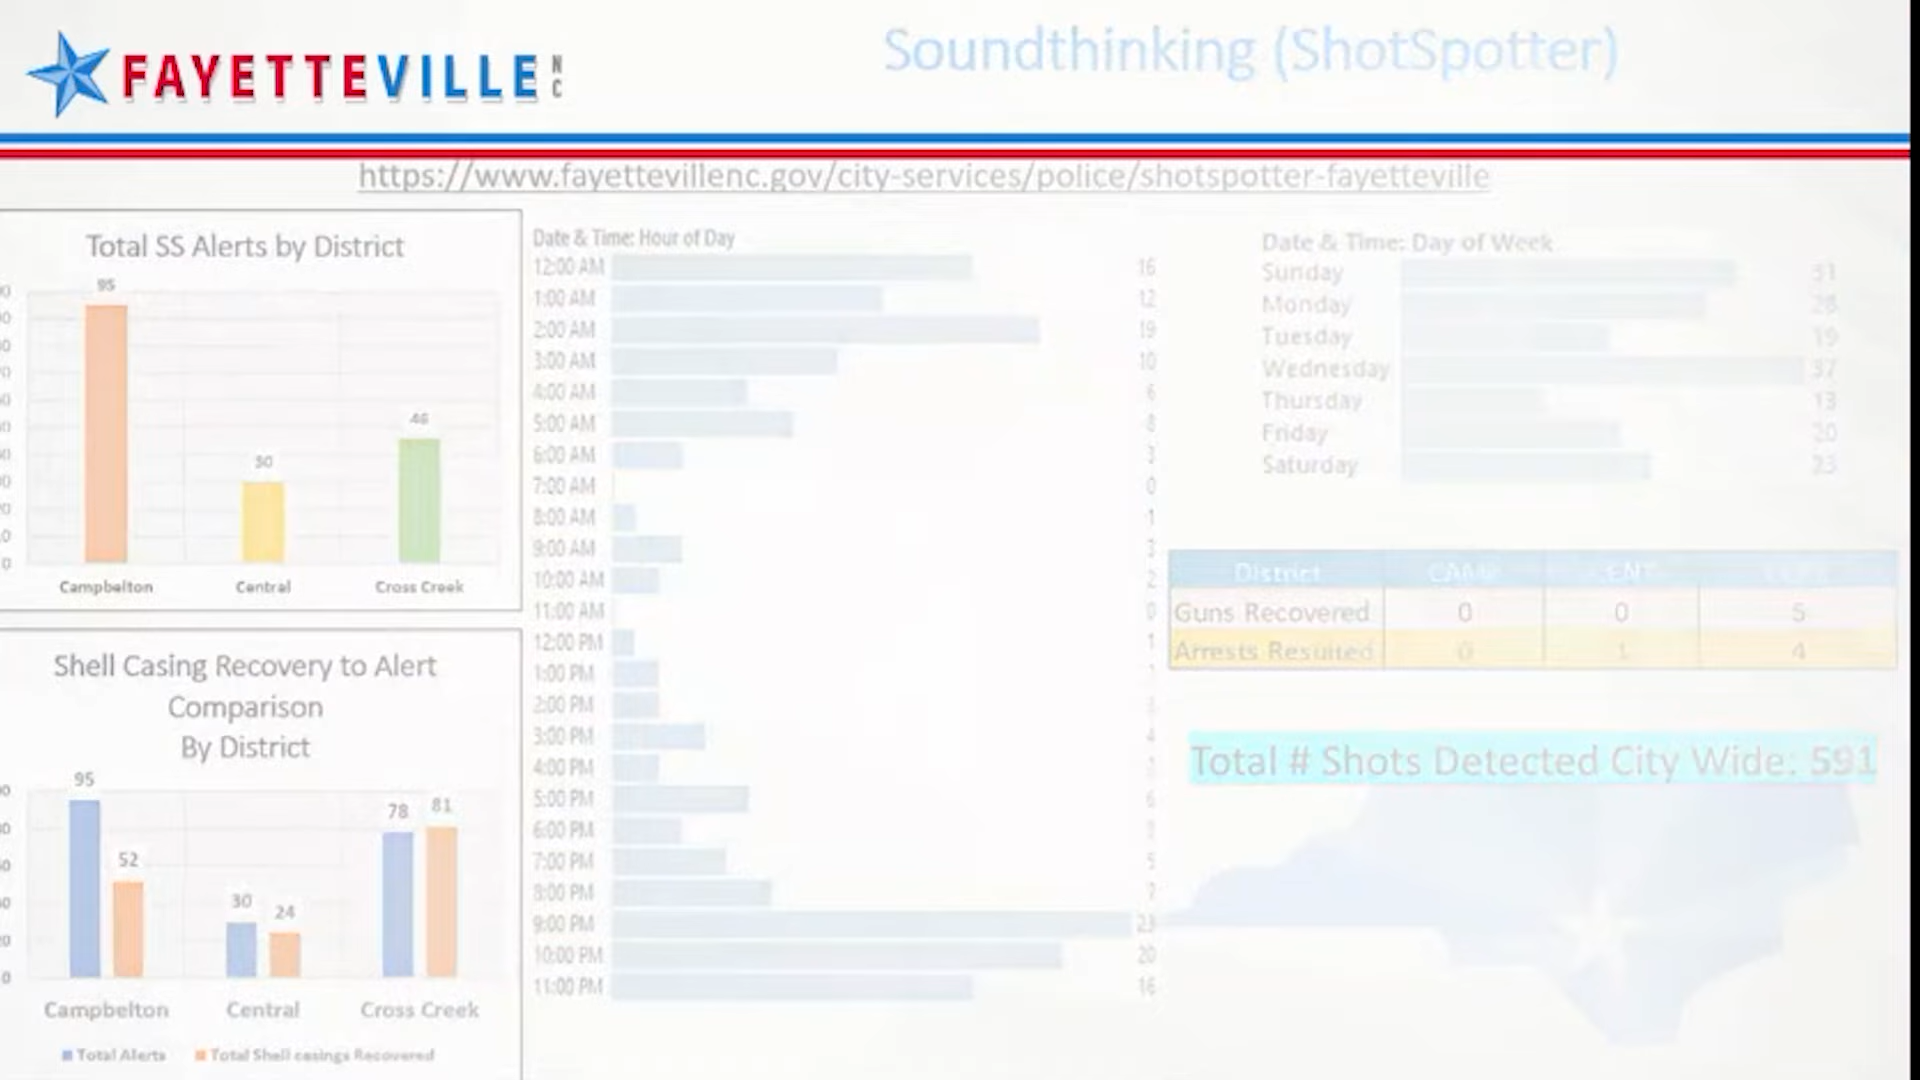 FAYETTEVILLE NC
Soundthinking (ShotSpotter)
https://www.fayettevillenc.gov/city-services/police/shotspotter-fayetteville
Total SS Alerts by District
95
30
46
Campbelton Central Cross Creek
Shell Casing Recovery to Alert
Comparison
By District
95
52
30
24
78
81
Campbelton Central Cross Creek
Total Alerts Total Shell casings Recovered
Date & Time: Hour of Day
12:00 AM 16
1:00 AM 12
2:00 AM 19
3:00 AM 10
4:00 AM 6
5:00 AM 8
6:00 AM 3
7:00 AM 0
8:00 AM 1
9:00 AM 3
10:00 AM 2
11:00 AM 0
12:00 PM 1
1:00 PM
2:00 PM
3:00 PM 4
4:00 PM
5:00 PM 6
6:00 PM
7:00 PM 5
8:00 PM 7
9:00 PM 23
10:00 PM 20
11:00 PM 16
Date & Time: Day of Week
Sunday 31
Monday 28
Tuesday 19
Wednesday 37
Thursday 13
Friday 20
Saturday 23
District CAMP CENT
Guns Recovered 0 0 5
Arrests Resulted 0 1 4
Total # Shots Detected City Wide: 591